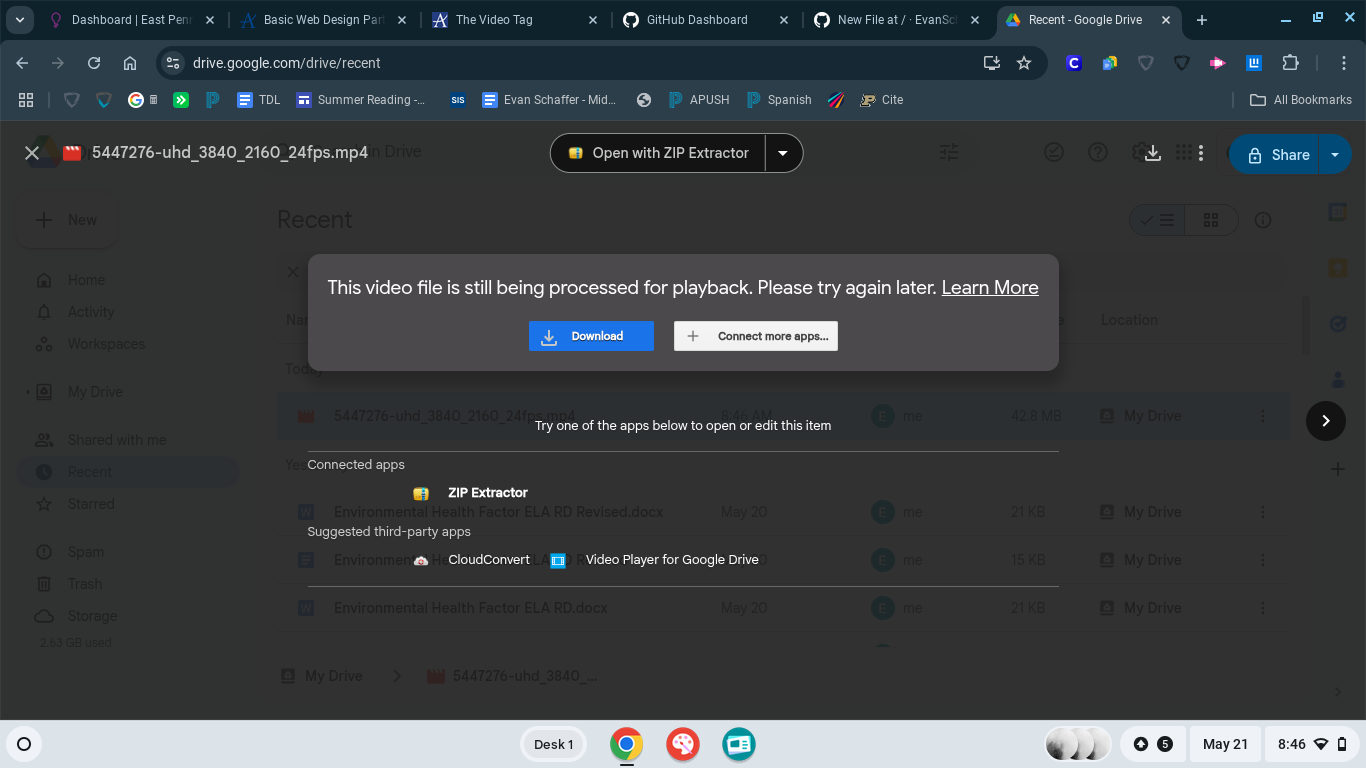 Dashboard | East Penn
Basic Web Design Part
The Video Tag
GitHub Dashboard
New File at / · EvanSch
Recent - Google Drive
drive.google.com/drive/recent
TDL
Summer Reading -...
SIS
Evan Schaffer - Mid...
APUSH
Spanish
Cite
All Bookmarks
5447276-uhd_3840_2160_24fps.mp4
in Drive
Open with ZIP Extractor
Share
New
Recent
This video file is still being processed for playback. Please try again later. Learn More
Download
Connect more apps...
Home
Activity
Workspaces
My Drive
Shared with me
Recent
Starred
Spam
Trash
Storage
2.63 GB used
Location
Today
5447276-uhd_3840_2160_24fps.mp4
8:46 AM
E me
42.8 MB
My Drive
Try one of the apps below to open or edit this item
Connected apps
ZIP Extractor
Environmental Health Factor ELA RD Revised.docx
May 20
E me
21 KB
My Drive
Suggested third-party apps
CloudConvert
Video Player for Google Drive
Environmental Health Factor ELA RD
E me
15 KB
My Drive
Environmental Health Factor ELA RD.docx
May 20
E me
21 KB
My Drive
My Drive
5447276-uhd_3840_...
Desk 1
5
May 21
8:46